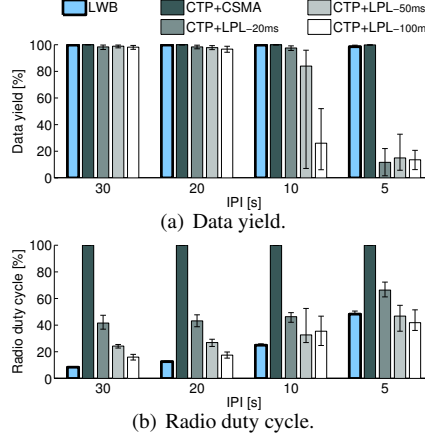 LWB CTP+CSMA CTP+LPL-50ms
CTP+LPL-20ms CTP+LPL-100ms
Data yield [%]
100
80
60
40
20
0
30 20 10 5
IPI [s]
(a) Data yield.
Radio duty cycle [%]
100
80
60
40
20
0
30 20 10 5
IPI [s]
(b) Radio duty cycle.